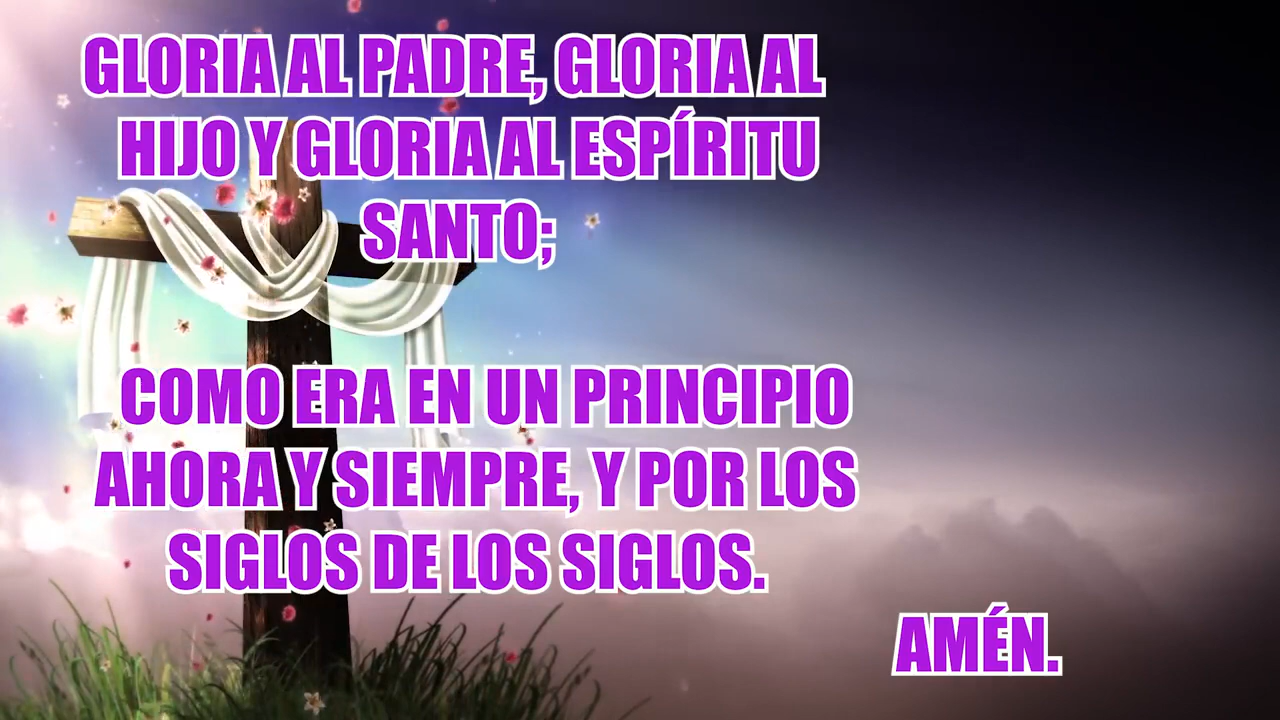 GLORIA AL PADRE, GLORIA AL
HIJO Y GLORIA AL ESPÍRITU
SANTO;
COMO ERA EN UN PRINCIPIO
AHORA Y SIEMPRE, Y POR LOS
SIGLOS DE LOS SIGLOS.
AMÉN.